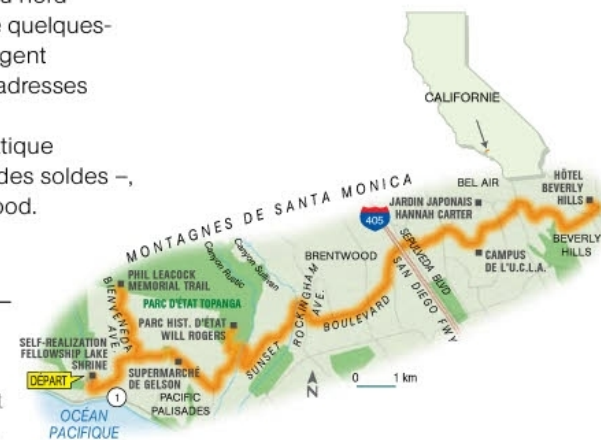 u nord
e quelques-
gent
adresses
tique
des soldes –,
ood.
CALIFORNIE
MONTAGNES DE SANTA MONICA
BEL AIR
HÔTEL
BEVERLY
HILLS
JARDIN JAPONAIS
HANNAH CARTER
405
BEVERLY
HILLS
CAMPUS
DE L'U.C.L.A.
SEPULVEDA BLVD
SAN DIEGO FWY
BRENTWOOD
Canyon Rustic
Canyon Sullivan
PHIL LEACOCK
MEMORIAL TRAIL
PARC D'ÉTAT TOPANGA
BIENVENEDA
AVE.
PARC HIST. D'ÉTAT
WILL ROGERS
ROCKINGHAM
AVE.
SUNSET
BOULEVARD
SELF-REALIZATION
FELLOWSHIP LAKE
SHRINE
DÉPART
SUPERMARCHÉ
DE GELSON
1
PACIFIC
PALISADES
N
0 1 km
OCÉAN
PACIFIQUE
t